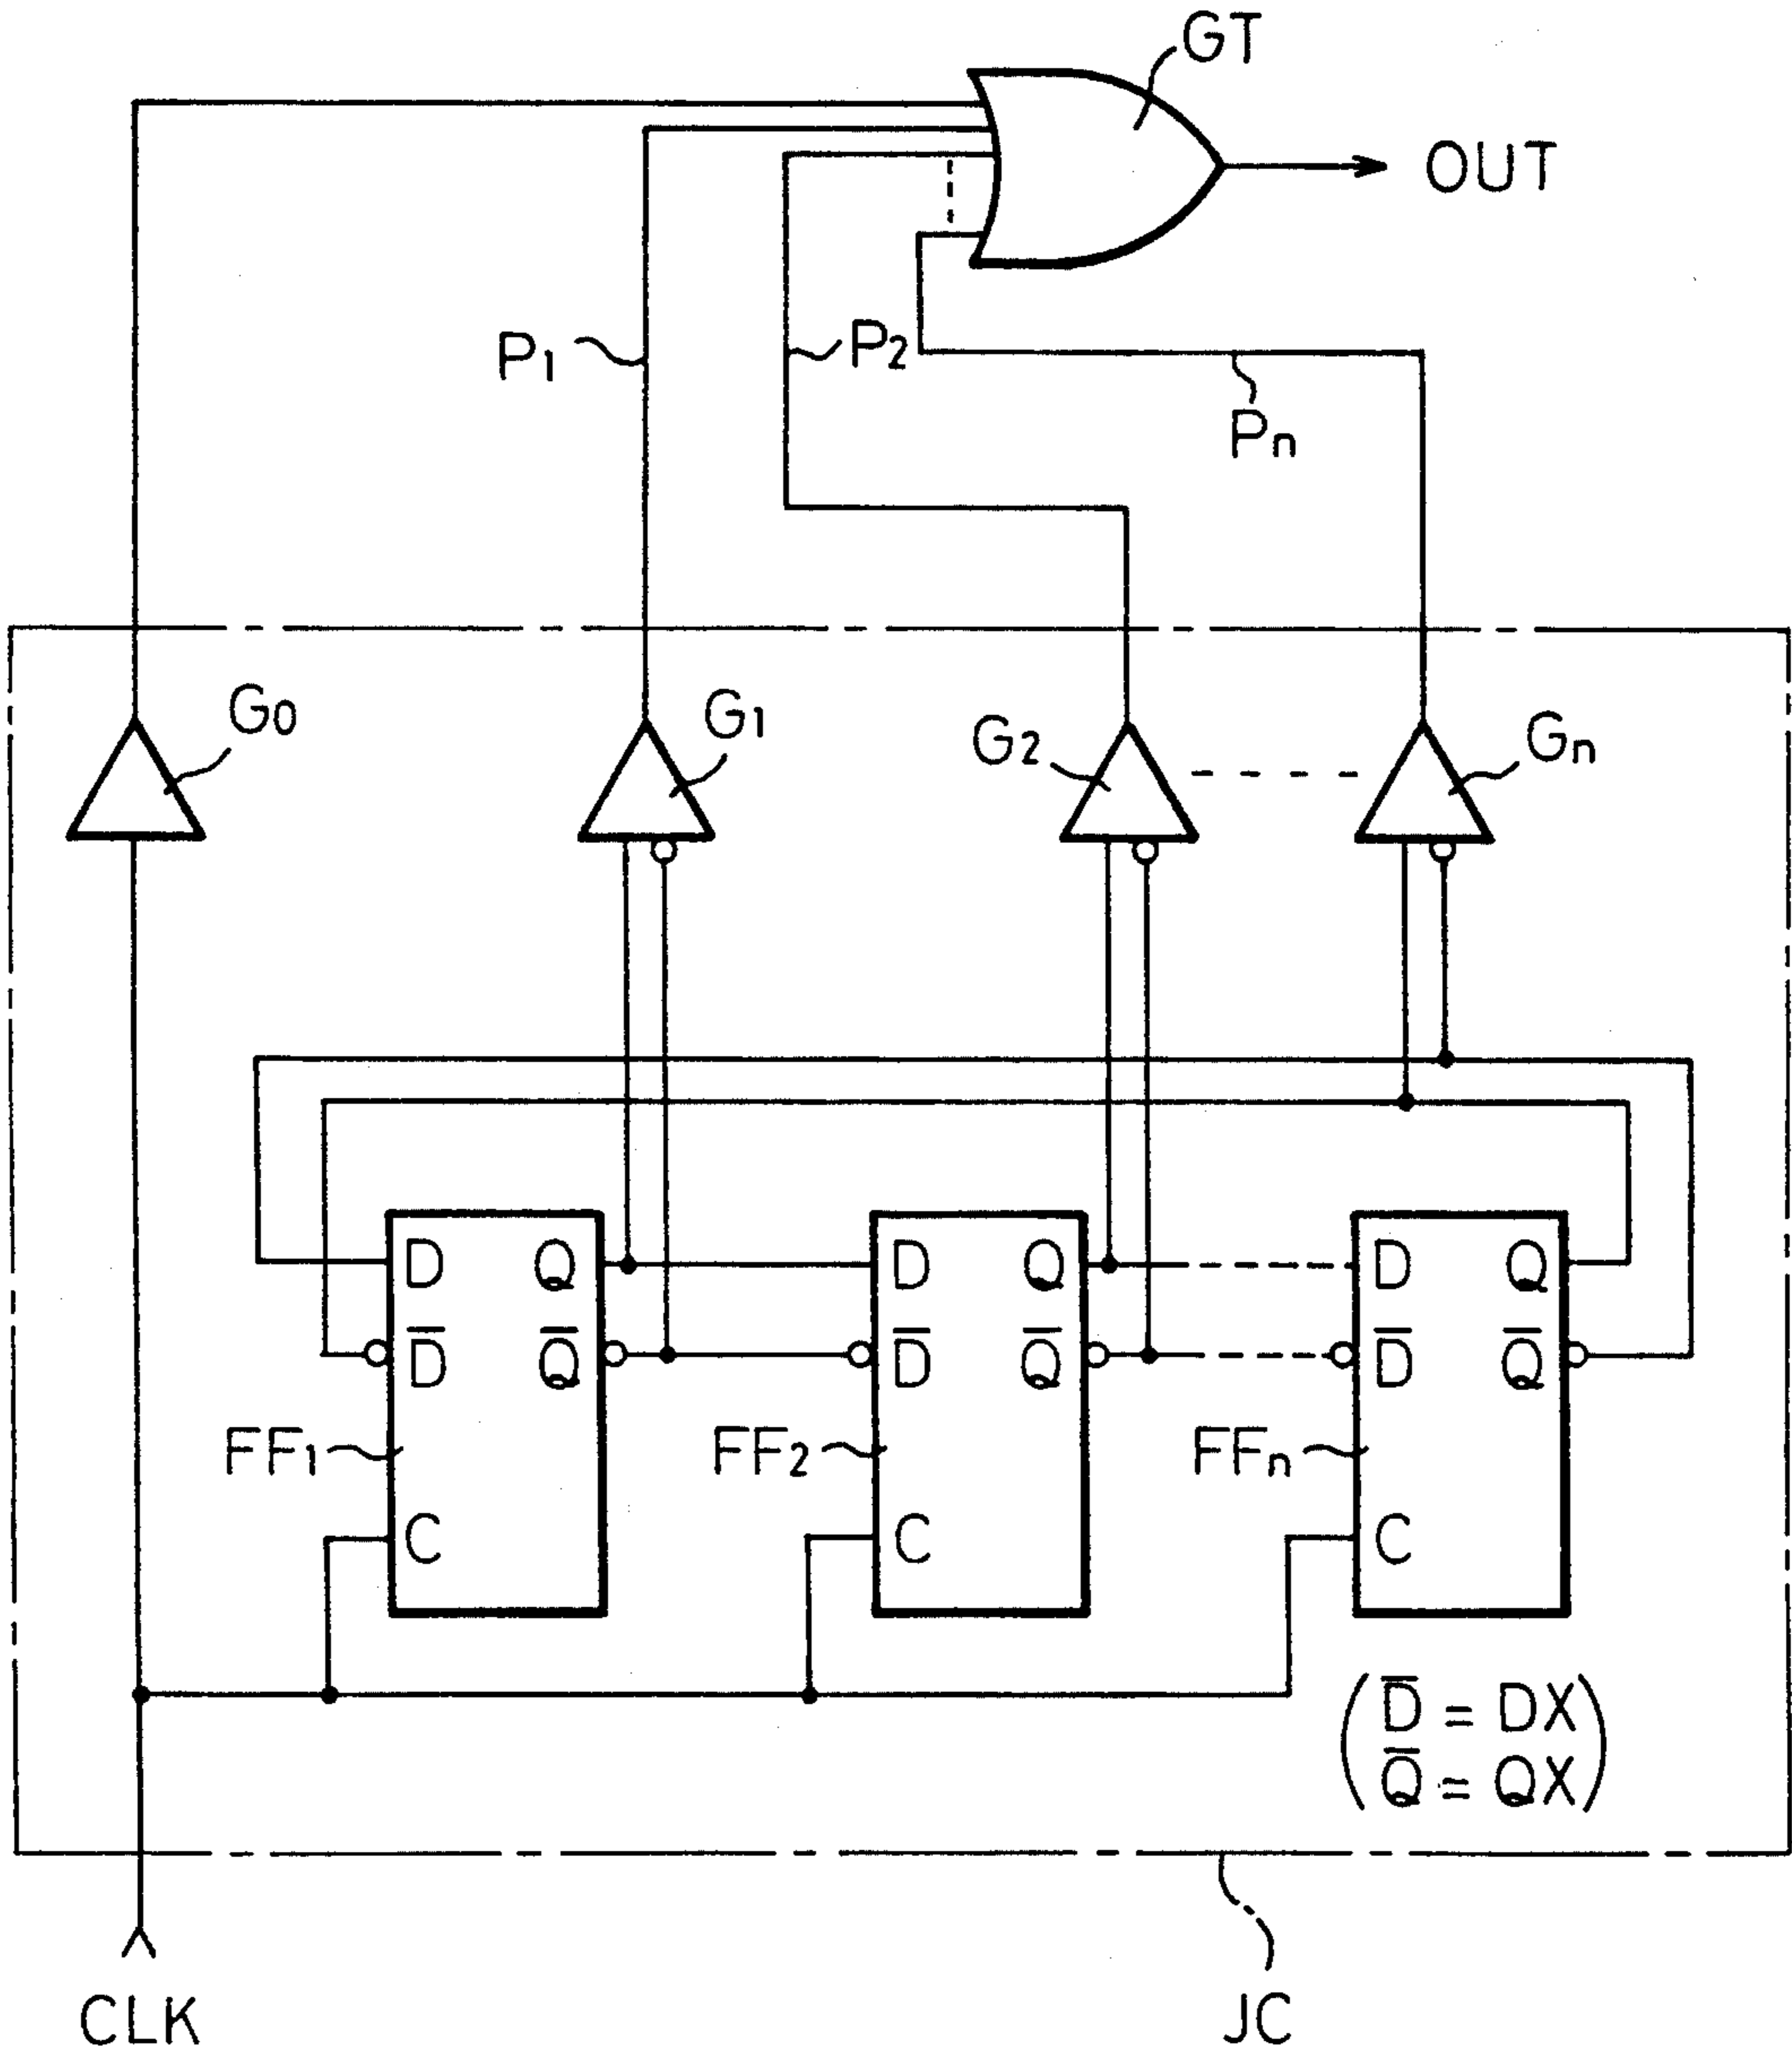 GT
OUT
P1
P2
Pn
G0
G1
G2
Gn
D Q
D Q
D Q
D̅ Q̅
D̅ Q̅
D̅ Q̅
FF1
FF2
FFn
C
C
C
(D̅ = DX
Q̅ = QX)
CLK
JC